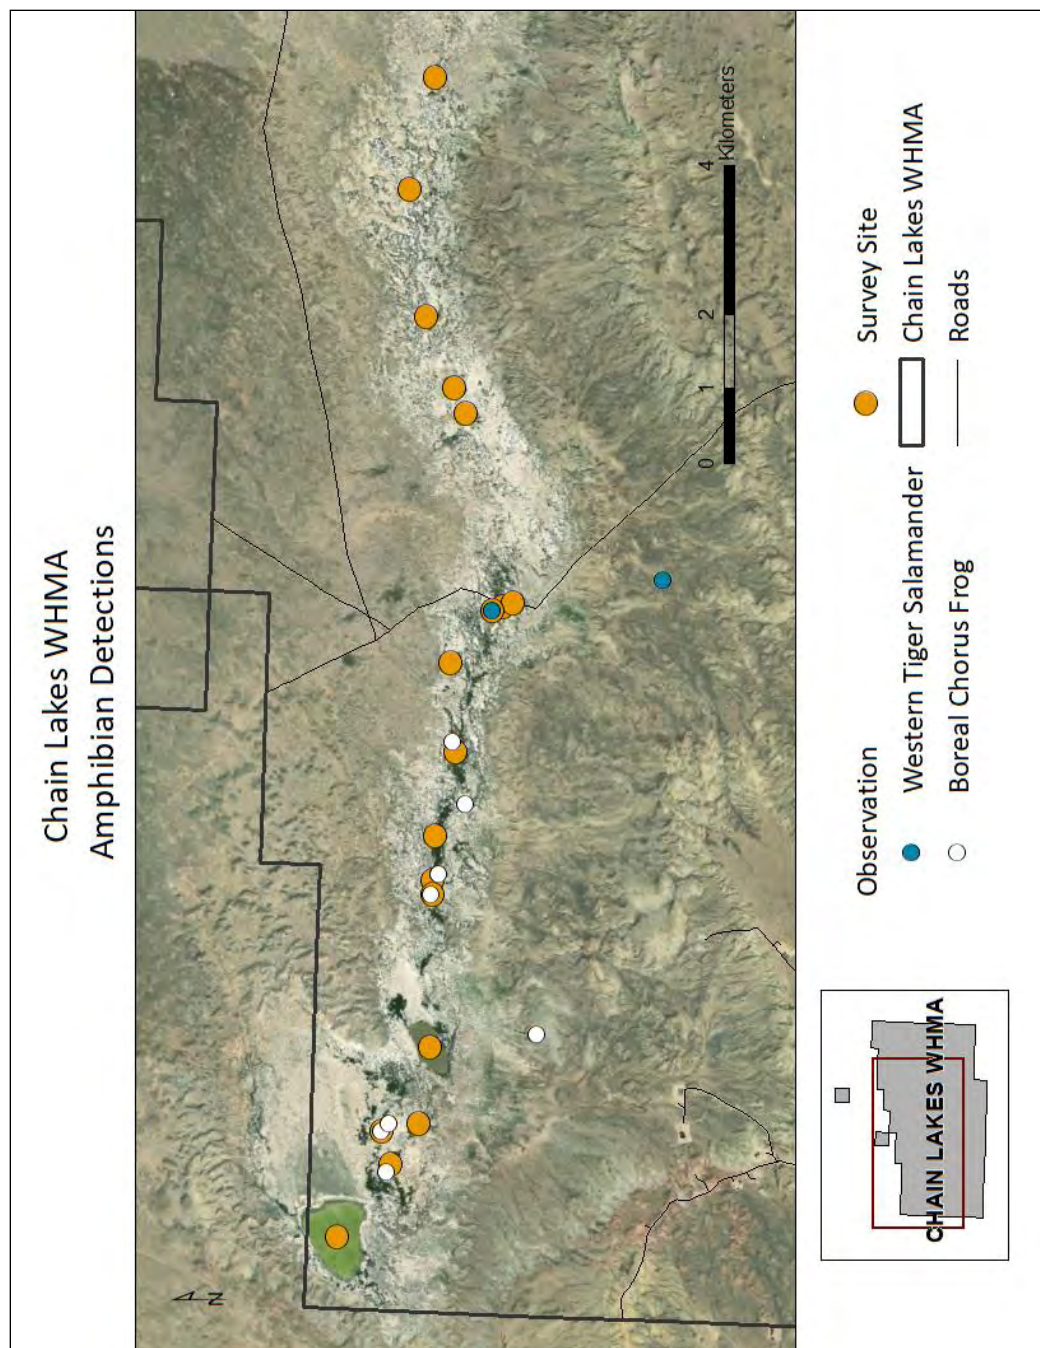 Chain Lakes WHMA
Amphibian Detections
N
0 1 2 4
Kilometers
Observation
Western Tiger Salamander
Boreal Chorus Frog
Survey Site
Chain Lakes WHMA
Roads
CHAIN LAKES WHMA